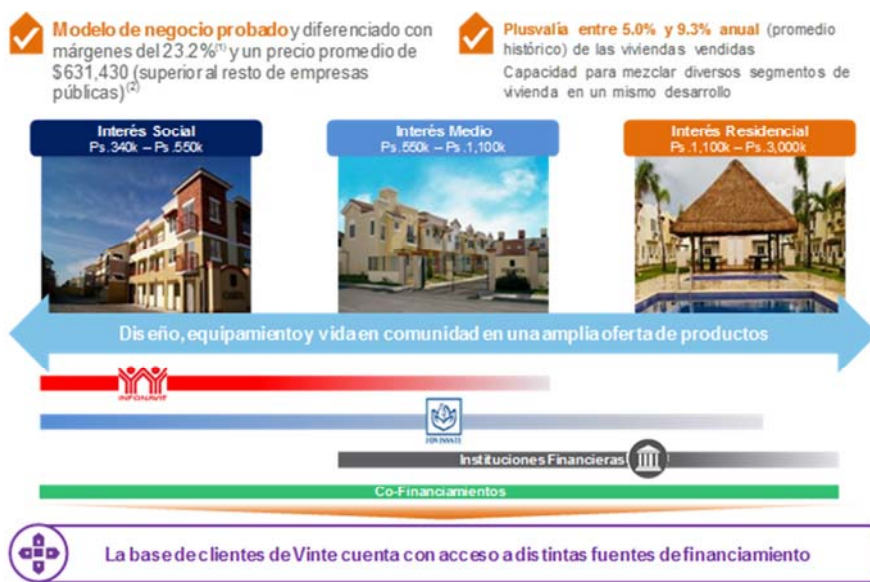 Modelo de negocio probado y diferenciado con
márgenes del 23.2%(1) y un precio promedio de
$631,430 (superior al resto de empresas
públicas)(2)
Plusvalía entre 5.0% y 9.3% anual (promedio
histórico) de las viviendas vendidas
Capacidad para mezclar diversos segmentos de
vivienda en un mismo desarrollo
Interés Social
Ps.340k – Ps.550k
Interés Medio
Ps.550k – Ps.1,100k
Interés Residencial
Ps.1,100k – Ps.3,000k
Diseño, equipamiento y vida en comunidad en una amplia oferta de productos
INFONAVIT
FOVISSSTE
Instituciones Financieras
Co-Financiamientos
La base de clientes de Vinte cuenta con acceso a distintas fuentes de financiamiento